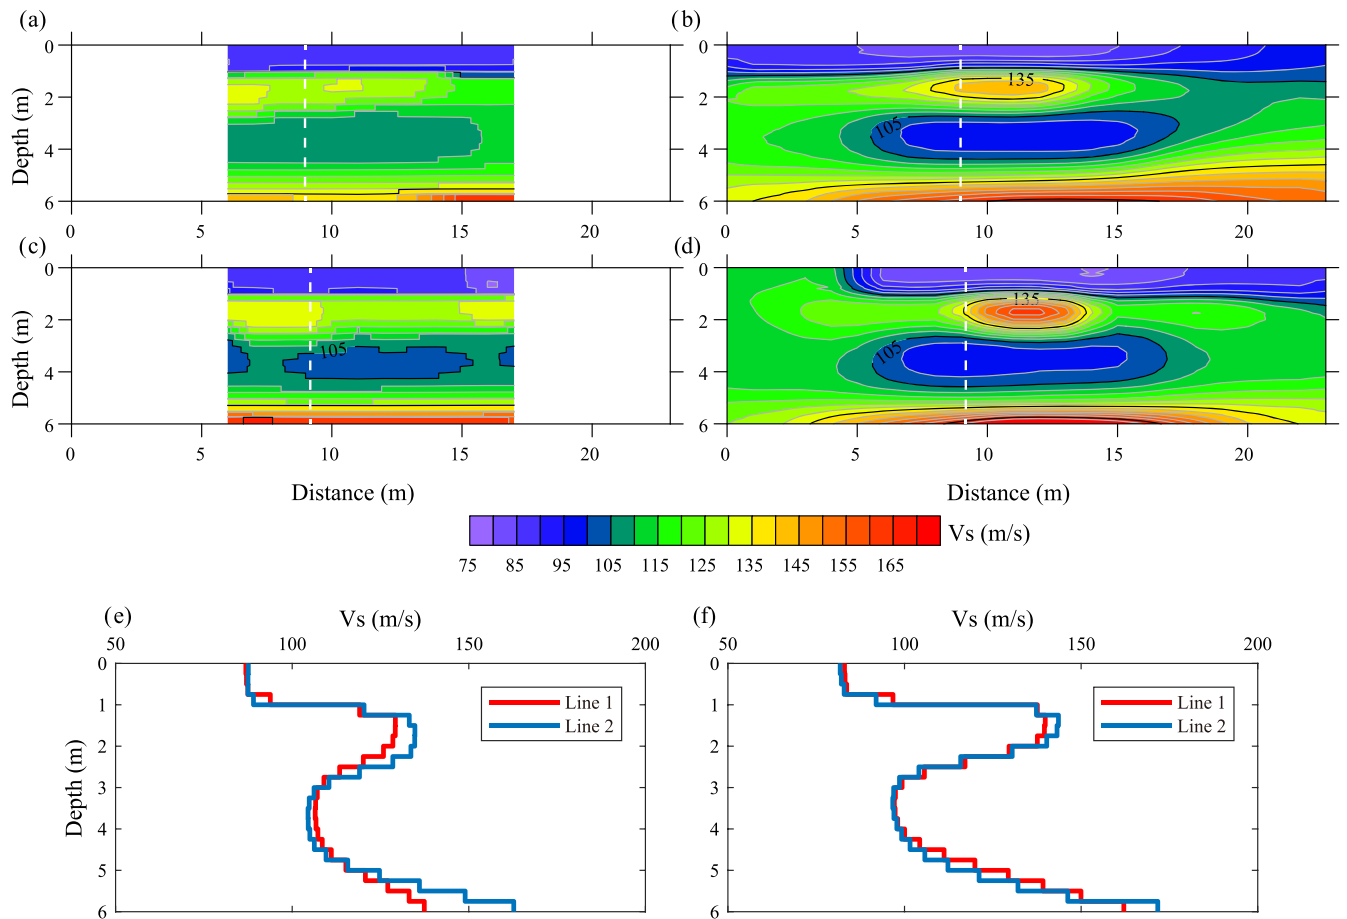 (a) (b)
0 0
135
2 2
Depth (m)
105
4 4
6 6
0 5 10 15 20 0 5 10 15 20
(c) (d)
0 0
135
2 2
Depth (m)
105 105
4 4
6 6
0 5 10 15 20 0 5 10 15 20
Distance (m) Distance (m)
Vs (m/s)
75 85 95 105 115 125 135 145 155 165
(e) Vs (m/s) (f) Vs (m/s)
50 100 150 200 50 100 150 200
0 0
Line 1 Line 1
1 1
Line 2 Line 2
2 2
3 3
Depth (m)
4 4
5 5
6 6